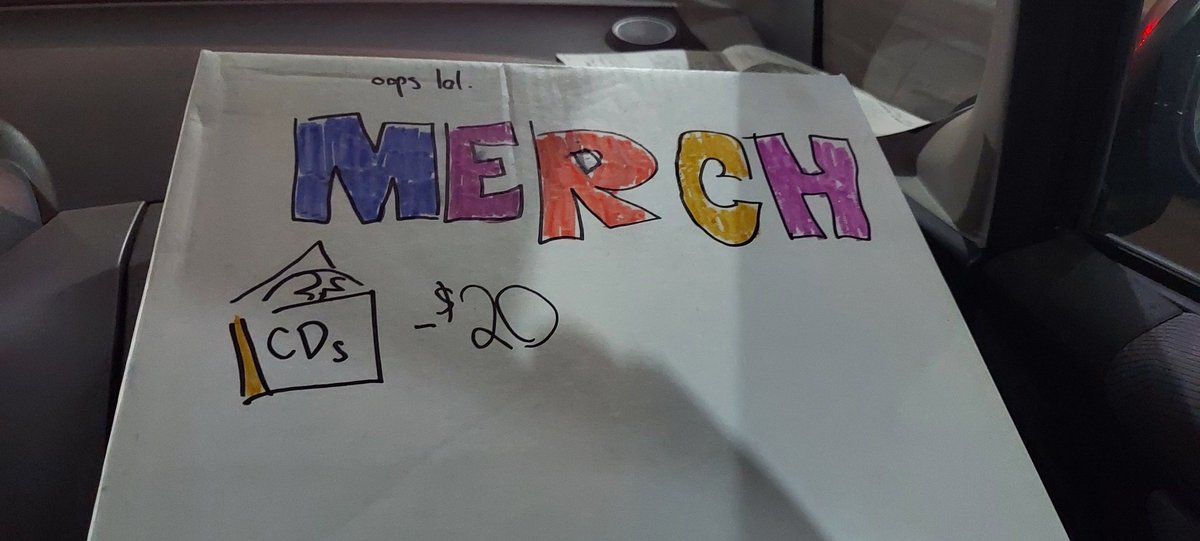 oops lol.
MERCH
CDs -$20